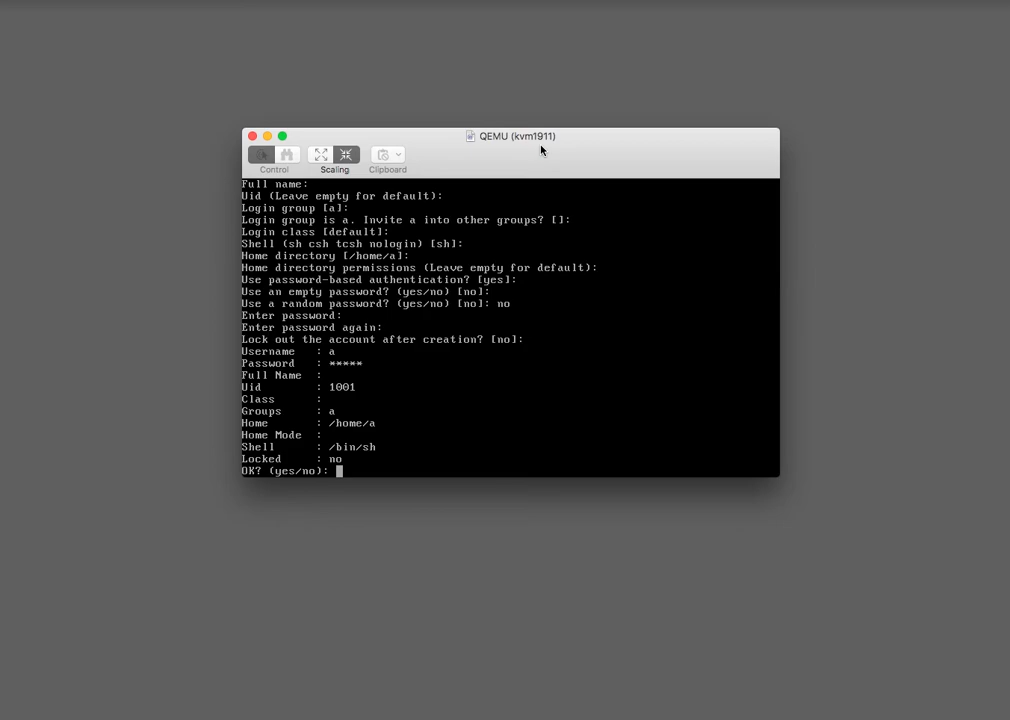 QEMU (kvm1911)
Control
Scaling
Clipboard
Full name:
Uid (Leave empty for default):
Login group [a]:
Login group is a. Invite a into other groups? []:
Login class [default]:
Shell (sh csh tcsh nologin) [sh]:
Home directory [/home/a]:
Home directory permissions (Leave empty for default):
Use password-based authentication? [yes]:
Use an empty password? (yes/no) [no]:
Use a random password? (yes/no) [no]: no
Enter password:
Enter password again:
Lock out the account after creation? [no]:
Username   : a
Password   : *****
Full Name  :
Uid        : 1001
Class      :
Groups     : a
Home       : /home/a
Home Mode  :
Shell      : /bin/sh
Locked     : no
OK? (yes/no):